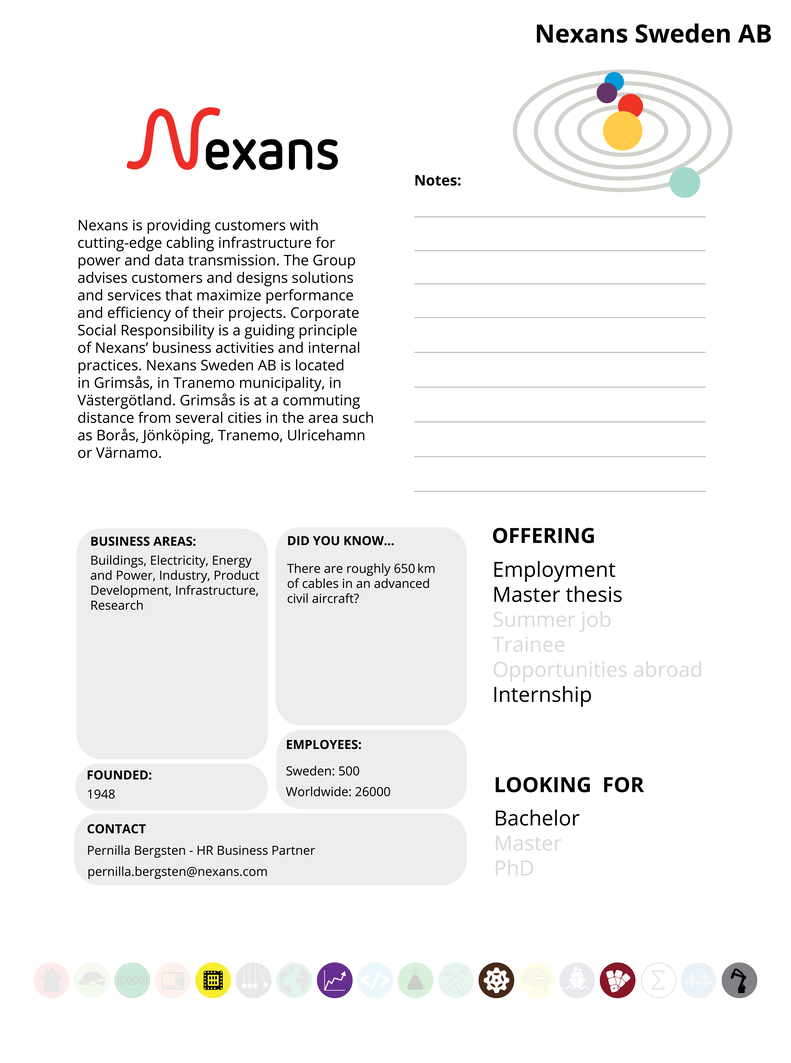 Nexans Sweden AB
Nexans
Notes:
Nexans is providing customers with
cutting-edge cabling infrastructure for
power and data transmission. The Group
advises customers and designs solutions
and services that maximize performance
and efficiency of their projects. Corporate
Social Responsibility is a guiding principle
of Nexans’ business activities and internal
practices. Nexans Sweden AB is located
in Grimsås, in Tranemo municipality, in
Västergötland. Grimsås is at a commuting
distance from several cities in the area such
as Borås, Jönköping, Tranemo, Ulricehamn
or Värnamo.
BUSINESS AREAS:
Buildings, Electricity, Energy
and Power, Industry, Product
Development, Infrastructure,
Research
DID YOU KNOW...
There are roughly 650 km
of cables in an advanced
civil aircraft?
EMPLOYEES:
Sweden: 500
Worldwide: 26000
FOUNDED:
1948
CONTACT
Pernilla Bergsten - HR Business Partner
pernilla.bergsten@nexans.com
OFFERING
Employment
Master thesis
Summer job
Trainee
Opportunities abroad
Internship
LOOKING FOR
Bachelor
Master
PhD